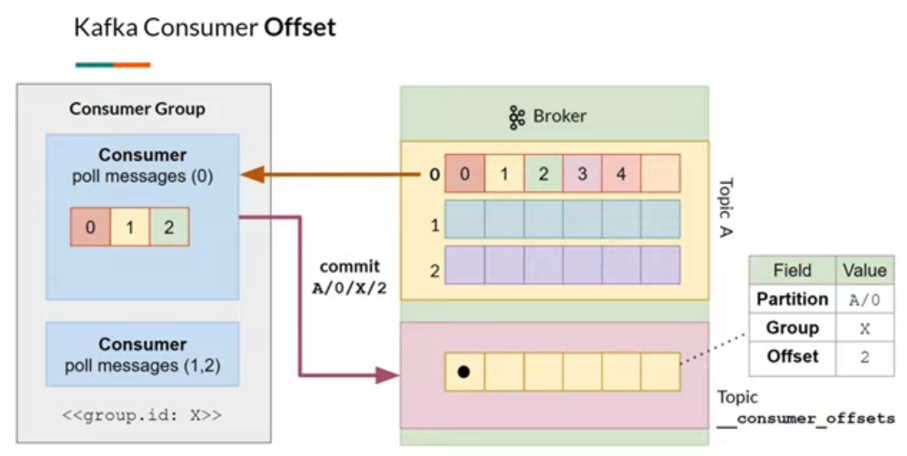 Kafka Consumer Offset
Consumer Group
Consumer
poll messages (0)
0 1 2
Consumer
poll messages (1,2)
<<group.id: X>>
commit
A/0/X/2
Broker
0 0 1 2 3 4
1
2
Topic A
Field Value
Partition A/0
Group X
Offset 2
Topic
__consumer_offsets